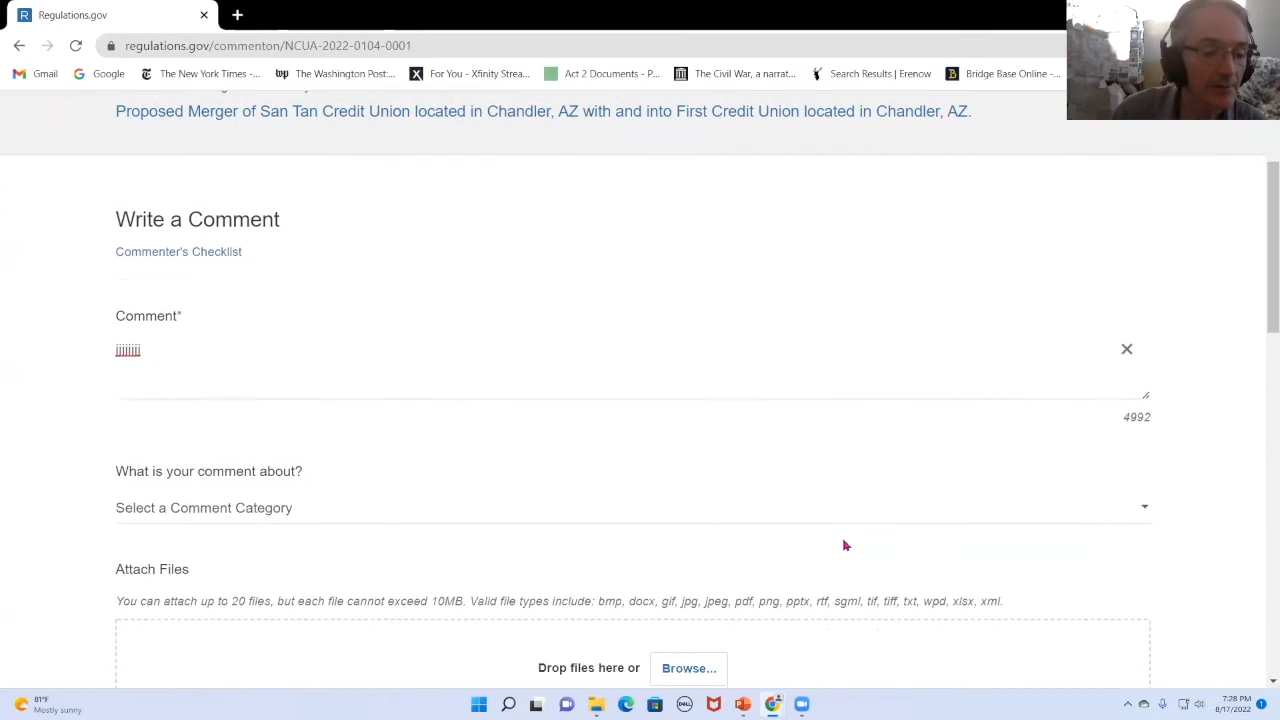 Regulations.gov
regulations.gov/commenton/NCUA-2022-0104-0001
Gmail Google The New York Times -... The Washington Post:... For You - Xfinity Strea... Act 2 Documents - P... The Civil War, a narrat... Search Results | Erenow Bridge Base Online -...
Proposed Merger of San Tan Credit Union located in Chandler, AZ with and into First Credit Union located in Chandler, AZ.
Write a Comment
Commenter's Checklist
Comment*
jjjjjjjj
4992
What is your comment about?
Select a Comment Category
Attach Files
You can attach up to 20 files, but each file cannot exceed 10MB. Valid file types include: bmp, docx, gif, jpg, jpeg, pdf, png, pptx, rtf, sgml, tif, tiff, txt, wpd, xlsx, xml.
Drop files here or Browse...
81°F
Mostly sunny
7:28 PM
8/17/2022